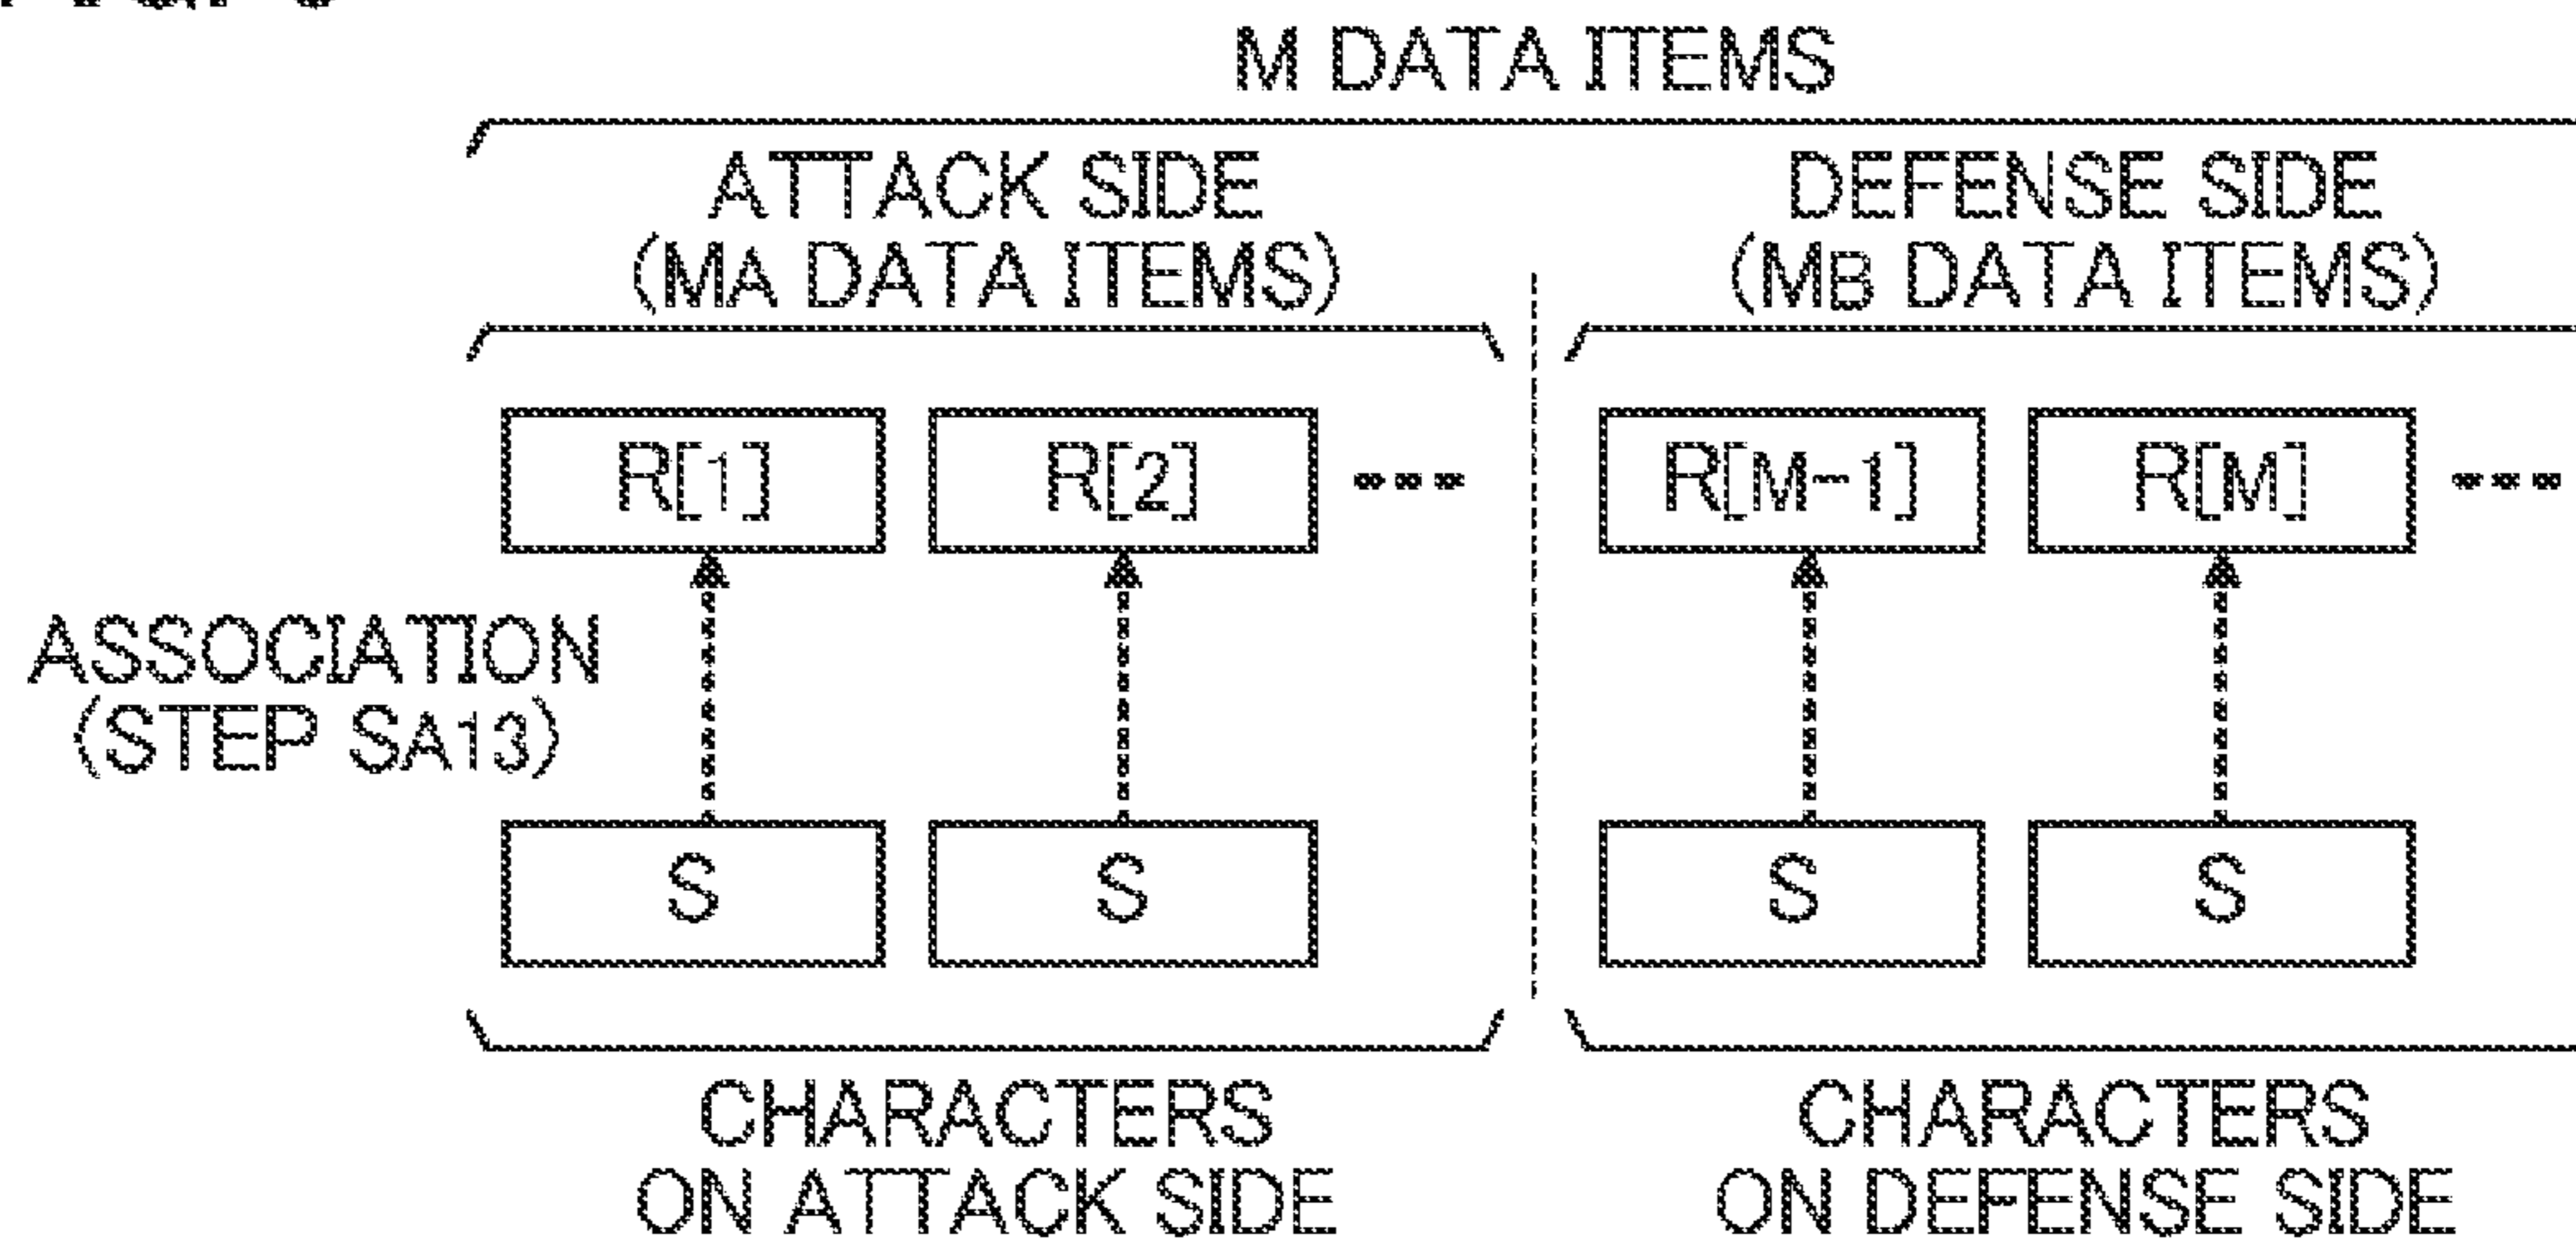 M DATA ITEMS
ATTACK SIDE
(MA DATA ITEMS)
DEFENSE SIDE
(MB DATA ITEMS)
R[1] R[2] ---- R[M-1] R[M] ----
ASSOCIATION
(STEP SA13)
S S S S
CHARACTERS
ON ATTACK SIDE
CHARACTERS
ON DEFENSE SIDE